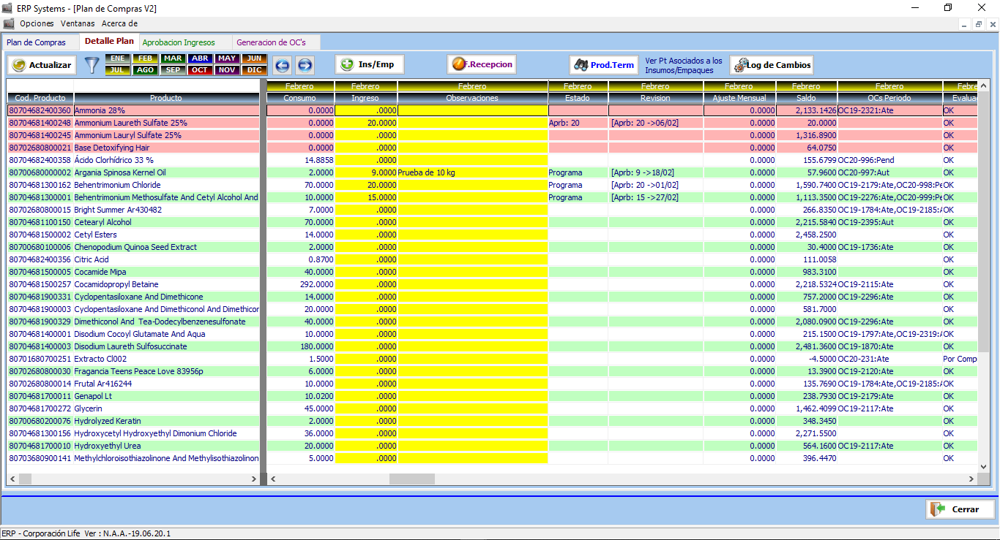 ERP Systems - [Plan de Compras V2]
Opciones Ventanas Acerca de
Plan de Compras Detalle Plan Aprobacion Ingresos Generacion de OC's
Actualizar ENE FEB MAR ABR MAY JUN Ins/Emp F.Recepcion Prod.Term Ver Pt Asociados a los Log de Cambios
JUL AGO SEP OCT NOV DIC Insumos/Empaques
Febrero Febrero Febrero Febrero Febrero Febrero Febrero Febrero Febre
Cod. Producto Producto Consumo Ingreso Observaciones Estado Revision Ajuste Mensual Saldo OCs Periodo Evaluac
80704682400360 Ammonia 28% 0.0000 .0000 0.0000 2,133.1426 OC19-2321:Ate OK
80704681400248 Ammonium Laureth Sulfate 25% 0.0000 20.0000 Aprb: 20 [Aprb: 20 ->06/02] 0.0000 20.0000 OK
80704681400245 Ammonium Lauryl Sulfate 25% 0.0000 .0000 0.0000 1,316.8900 OK
80702680800021 Base Detoxifying Hair 0.0000 .0000 0.0000 64.0750 OK
80704682400358 Ácido Clorhídrico 33 % 14.8858 .0000 0.0000 155.6799 OC20-996:Pend OK
80700680000002 Argania Spinosa Kernel Oil 2.0000 9.0000 Prueba de 10 kg Programa [Aprb: 9 ->18/02] 0.0000 57.9600 OC20-997:Aut OK
80704681300162 Behentrimonium Chloride 70.0000 20.0000 Programa [Aprb: 20 ->01/02] 0.0000 1,590.7400 OC19-2179:Ate,OC20-998:Pe OK
80704681300001 Behentrimonium Methosulfate And Cetyl Alcohol And 10.0000 15.0000 Programa [Aprb: 15 ->27/02] 0.0000 1,113.3500 OC19-2276:Ate,OC20-999:Pe OK
80702680800015 Bright Summer Ar430482 7.0000 .0000 0.0000 266.8350 OC19-1784:Ate,OC19-2185:A OK
80704681100150 Cetearyl Alcohol 70.0000 .0000 0.0000 2,215.5840 OC19-2395:Aut OK
80704681500002 Cetyl Esters 14.0000 .0000 0.0000 2,458.2500 OK
80700680100006 Chenopodium Quinoa Seed Extract 2.0000 .0000 0.0000 30.4000 OC19-1736:Ate OK
80704682400356 Citric Acid 0.8700 .0000 0.0000 111.0058 OK
80704681500005 Cocamide Mipa 40.0000 .0000 0.0000 983.3100 OK
80704681500257 Cocamidopropyl Betaine 292.0000 .0000 0.0000 2,218.5324 OC19-2115:Ate OK
80704681900331 Cyclopentasiloxane And Dimethicone 14.0000 .0000 0.0000 757.2000 OC19-2296:Ate OK
80704681900003 Cyclopentasiloxane And Dimethiconol And Dimethicor 20.0000 .0000 0.0000 581.7000 OK
80704681900329 Dimethiconol And Tea-Dodecylbenzenesulfonate 40.0000 .0000 0.0000 2,080.0900 OC19-2296:Ate OK
80704681400001 Disodium Cocoyl Glutamate And Aqua 10.0000 .0000 0.0000 215.1500 OC19-1797:Ate,OC19-2319:A OK
80704681400003 Disodium Laureth Sulfosuccinate 180.0000 .0000 0.0000 2,481.3600 OC19-1870:Ate OK
80701680700251 Extracto Cl002 1.5000 .0000 0.0000 -4.5000 OC20-231:Ate Por Comp
80702680800030 Fragancia Teens Peace Love 83956p 6.0000 .0000 0.0000 13.3900 OC19-2120:Ate OK
80702680800014 Frutal Ar416244 10.0000 .0000 0.0000 135.7690 OC19-1784:Ate,OC19-2185:A OK
80704681700011 Genapol Lt 10.0200 .0000 0.0000 238.7930 OC19-2179:Ate OK
80704681700272 Glycerin 45.0000 .0000 0.0000 1,462.4099 OC19-2117:Ate OK
80700680200076 Hydrolyzed Keratin 2.0000 .0000 0.0000 348.3450 OK
80704681300156 Hydroxycetyl Hydroxyethyl Dimonium Chloride 36.0000 .0000 0.0000 2,271.5500 OK
80704681700010 Hydroxyethyl Urea 20.0000 .0000 0.0000 564.1600 OC19-2117:Ate OK
80703680900141 Methylchloroisothiazolinone And Methylisothiazolinon 5.0000 .0000 0.0000 396.4470 OK
Cerrar
ERP - Corporación Life Ver : N.A.A.-19.06.20.1